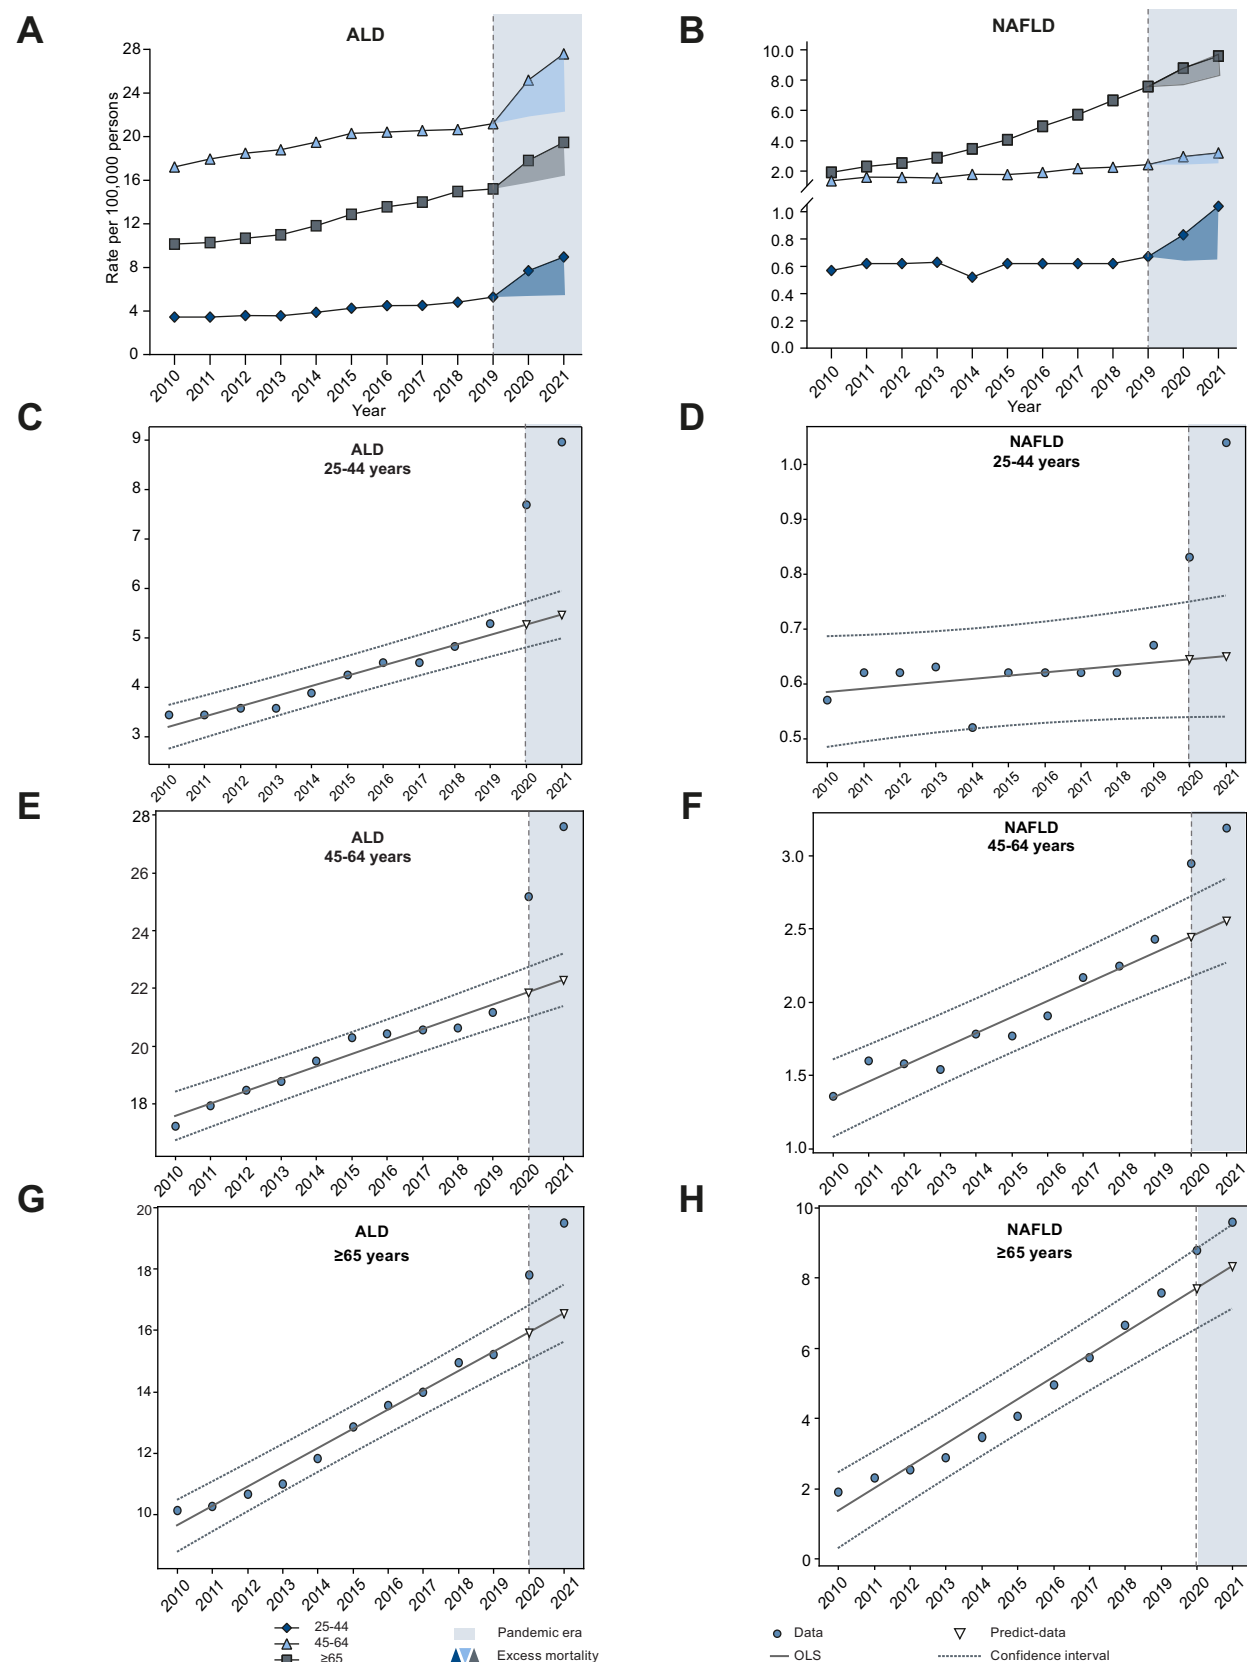 A
ALD
Rate per 100,000 persons
28
24
20
16
12
8
4
0
2010 2011 2012 2013 2014 2015 2016 2017 2018 2019 2020 2021
Year
B
NAFLD
10.0
8.0
6.0
4.0
2.0
1.0
0.8
0.6
0.4
0.2
0.0
2010 2011 2012 2013 2014 2015 2016 2017 2018 2019 2020 2021
Year
C
ALD
25-44 years
9
8
7
6
5
4
3
2010 2011 2012 2013 2014 2015 2016 2017 2018 2019 2020 2021
D
NAFLD
25-44 years
1.0
0.9
0.8
0.7
0.6
0.5
2010 2011 2012 2013 2014 2015 2016 2017 2018 2019 2020 2021
E
ALD
45-64 years
28
26
24
22
20
18
2010 2011 2012 2013 2014 2015 2016 2017 2018 2019 2020 2021
F
NAFLD
45-64 years
3.0
2.5
2.0
1.5
1.0
2010 2011 2012 2013 2014 2015 2016 2017 2018 2019 2020 2021
G
ALD
≥65 years
20
18
16
14
12
10
2010 2011 2012 2013 2014 2015 2016 2017 2018 2019 2020 2021
H
NAFLD
≥65 years
10
8
6
4
2
0
2010 2011 2012 2013 2014 2015 2016 2017 2018 2019 2020 2021
25-44
45-64
≥65
Pandemic era
Excess mortality
Data
OLS
Predict-data
Confidence interval